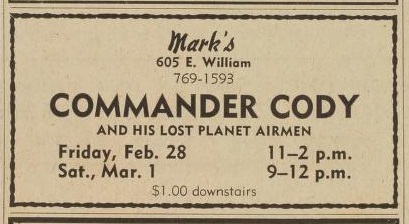 Mark's
605 E. William
769-1593
COMMANDER CODY
AND HIS LOST PLANET AIRMEN
Friday, Feb. 28 11–2 p.m.
Sat., Mar. 1 9–12 p.m.
$1.00 downstairs